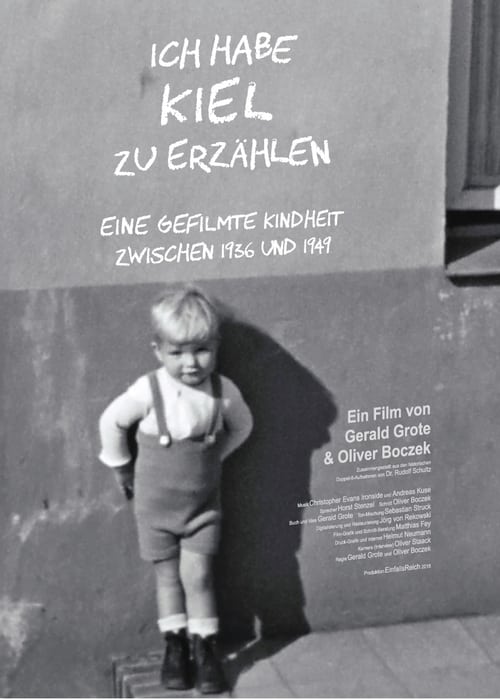 ICH HABE
KIEL
ZU ERZÄHLEN
EINE GEFILMTE KINDHEIT
ZWISCHEN 1936 UND 1949
Ein Film von
Gerald Grote
& Oliver Boczek
Zusammengestellt aus den historischen
Doppel-8-Aufnahmen von Dr. Rudolf Schultz
Musik Christopher Evans Ironside und Andreas Kuse
Sprecher Horst Stenzel Schnitt Oliver Boczek
Buch und Idee Gerald Grote Ton-Mischung Sebastian Struck
Digitalisierung und Restaurierung Jörg von Rekowski
Film-Grafik und Schnitt-Beratung Matthias Fey
Druck-Grafik und Internet Helmut Neumann
Kamera (Interview) Oliver Staack
Regie Gerald Grote und Oliver Boczek
Produktion EinfallsReich 2018